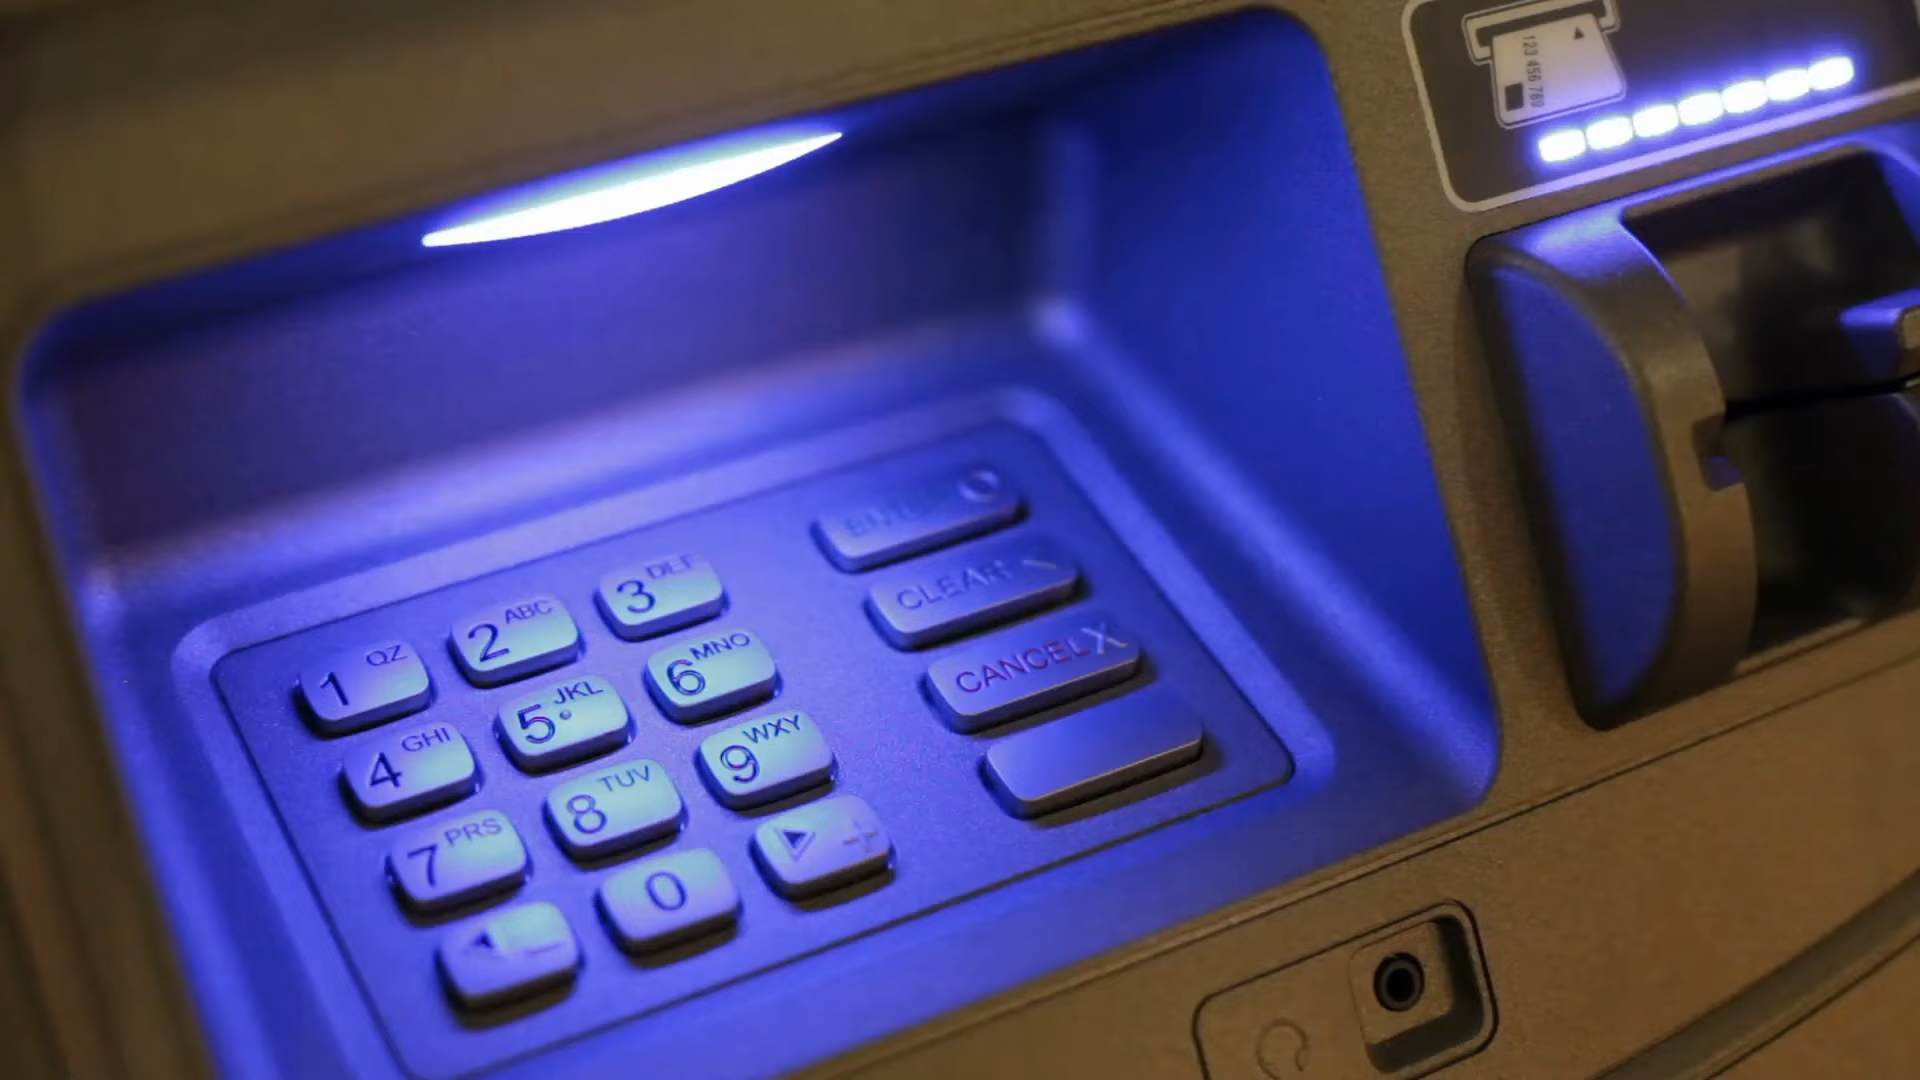 123 456 789
1 QZ
2 ABC
3 DEF
4 GHI
5 JKL
6 MNO
7 PRS
8 TUV
9 WXY
0
CLEAR
CANCEL X